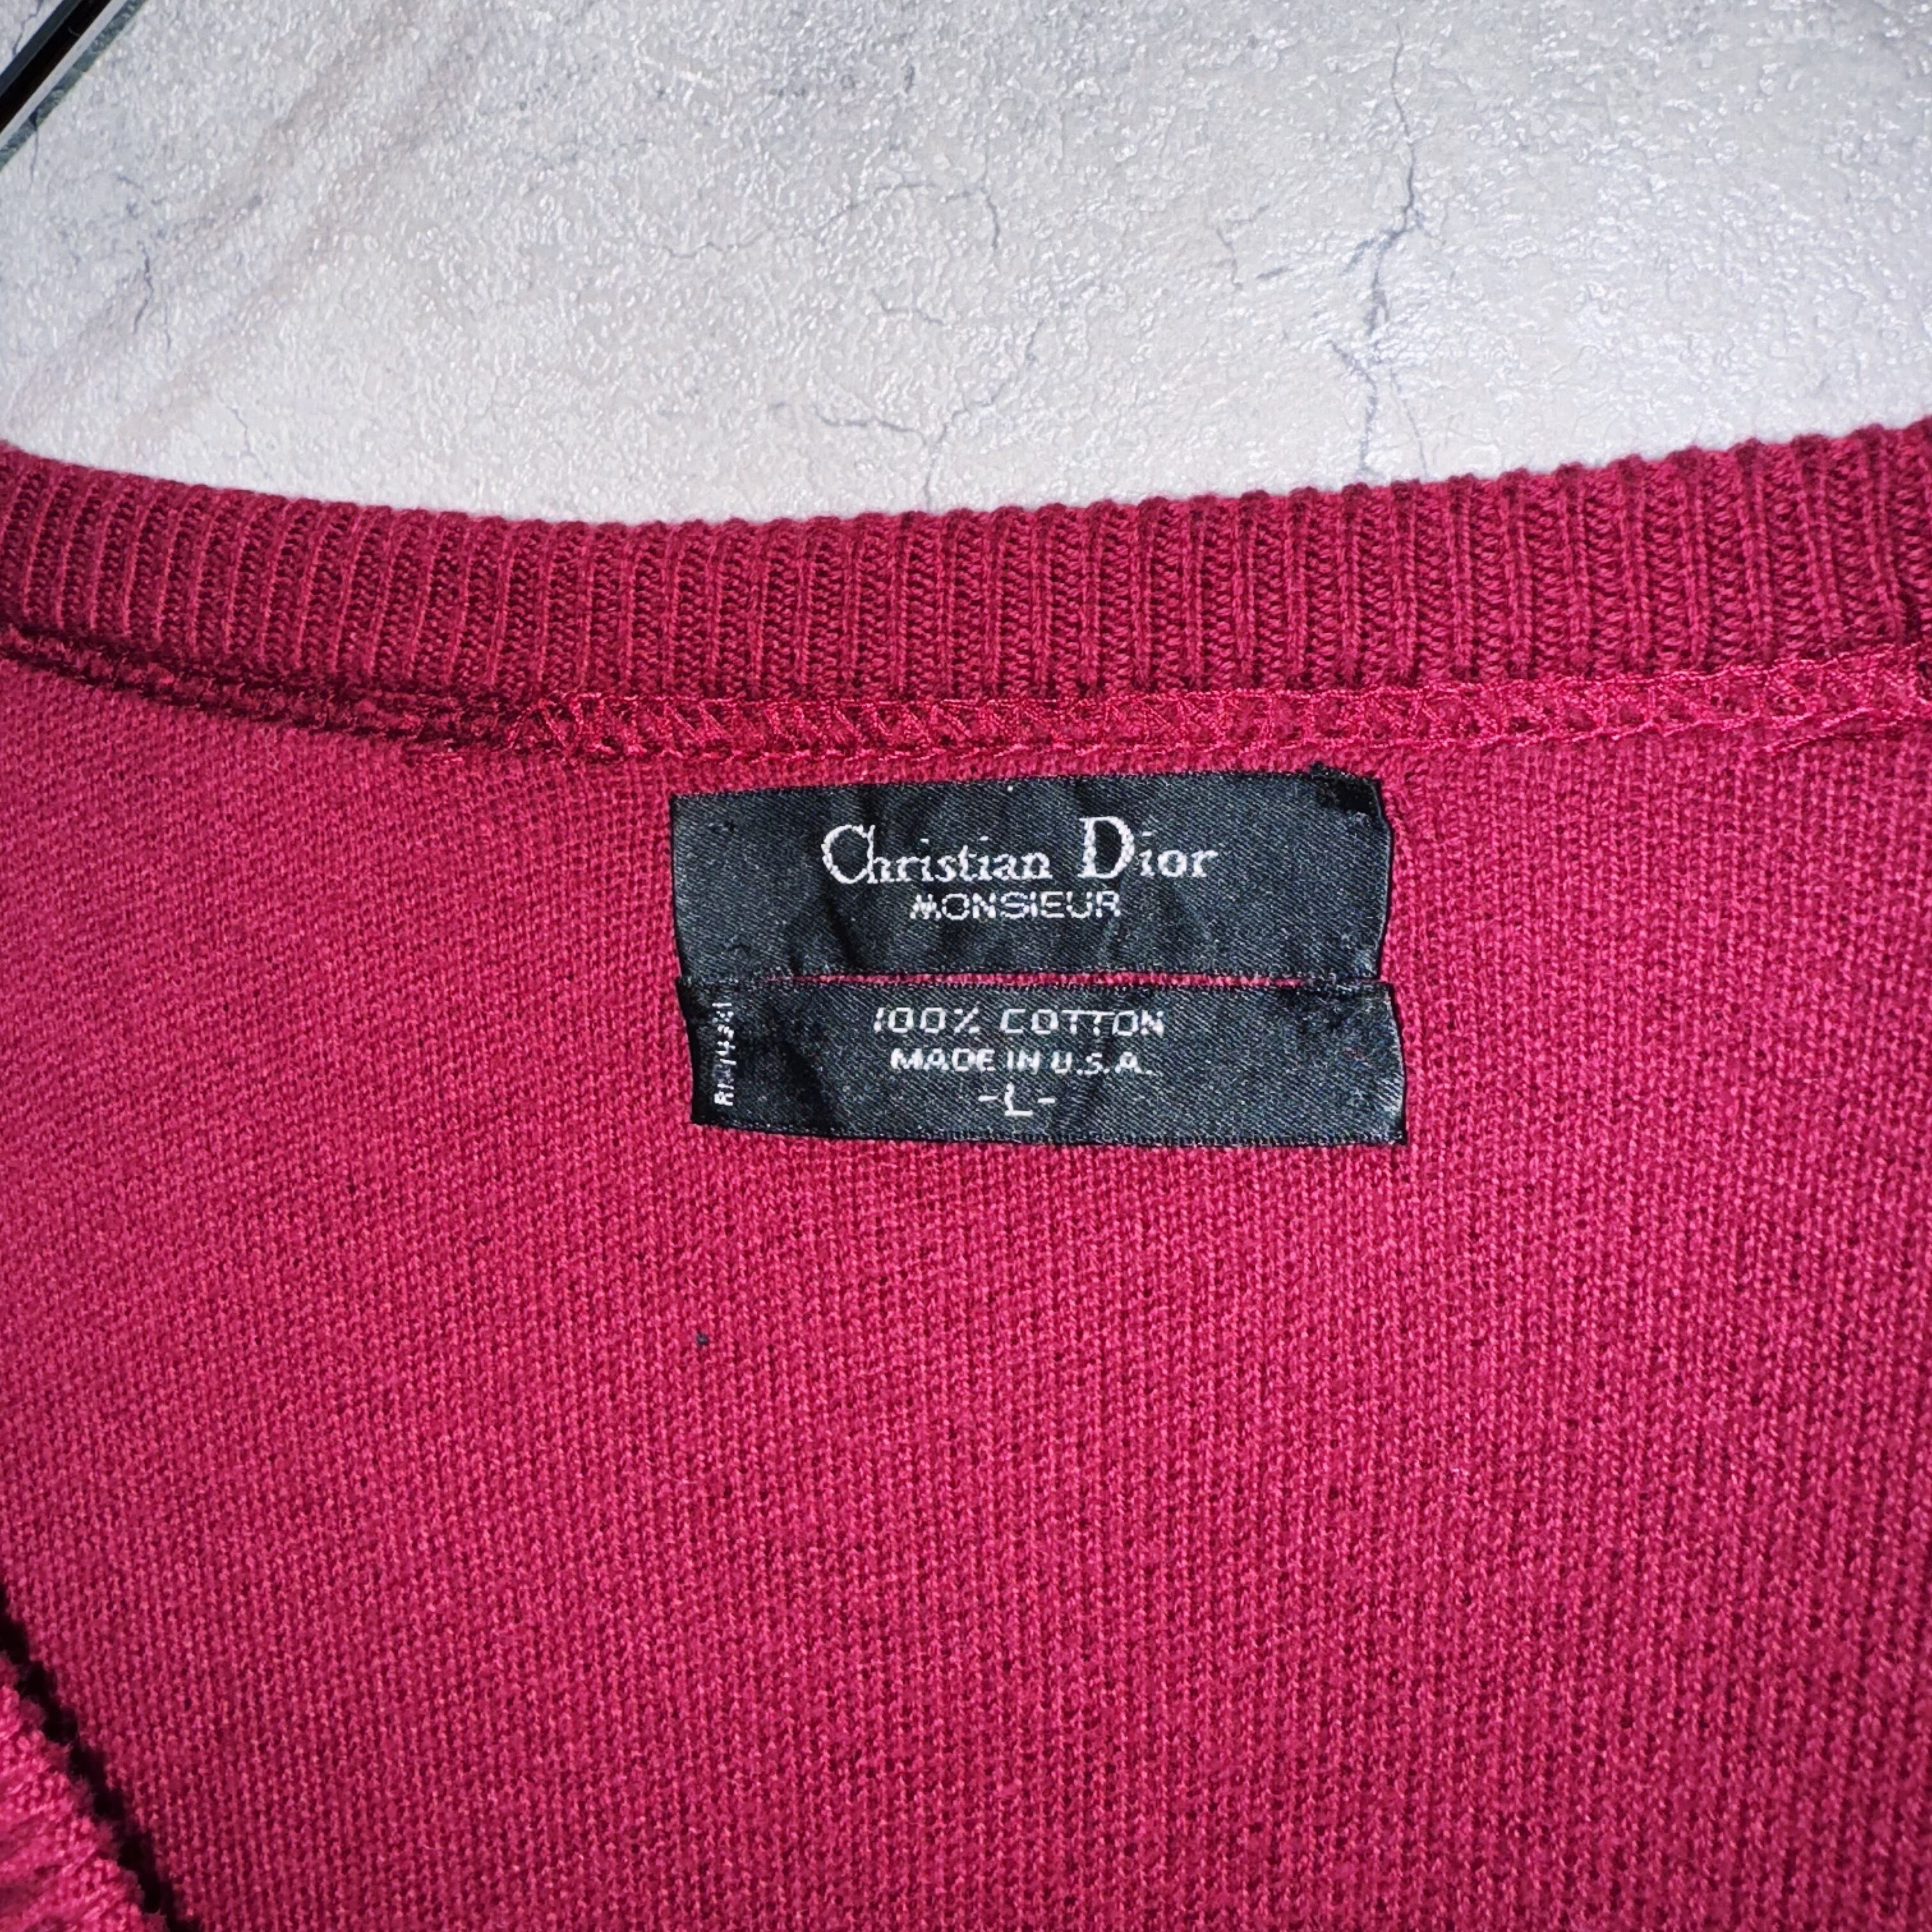 Christian Dior
MONSIEUR
100% COTTON
MADE IN U.S.A.
-L-